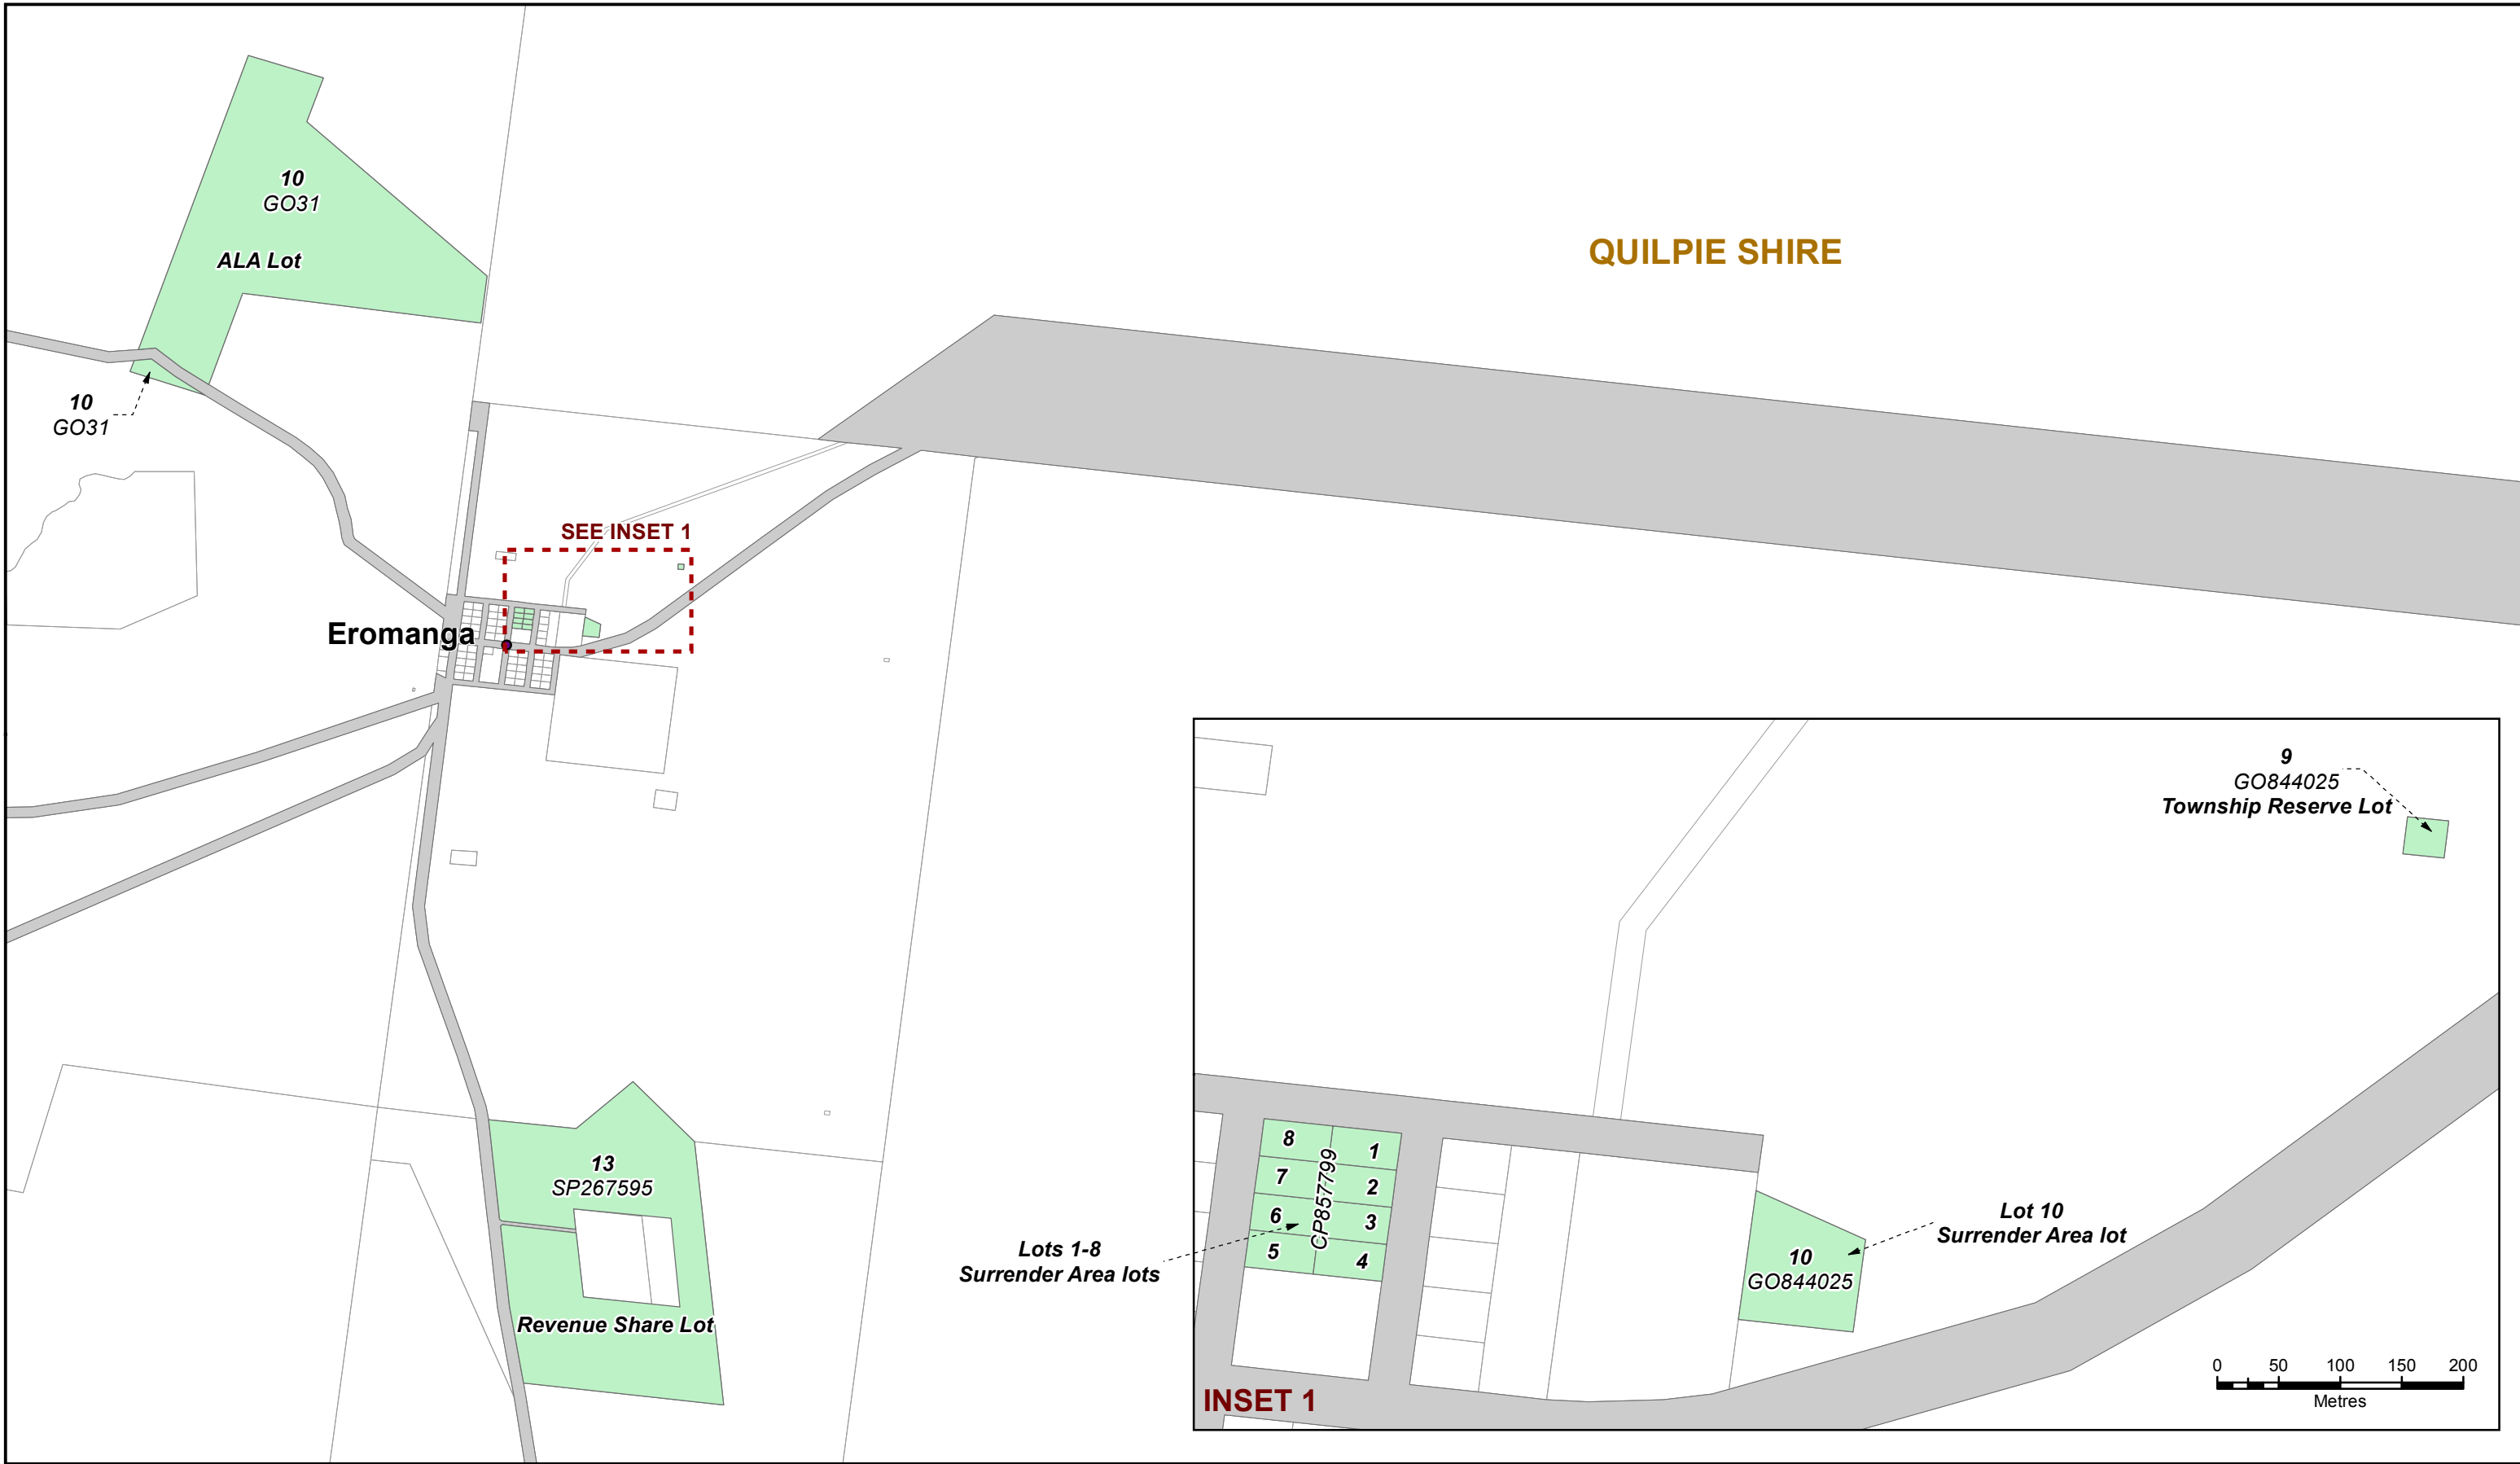 10
GO31
ALA Lot
QUILPIE SHIRE
10
GO31
SEE INSET 1
Eromanga
9
GO844025
Township Reserve Lot
8
1
7
2
6
3
5
4
CP857799
Lots 1-8
Surrender Area lots
Lot 10
Surrender Area lot
10
GO844025
13
SP267595
Revenue Share Lot
0 50 100 150 200
Metres
INSET 1